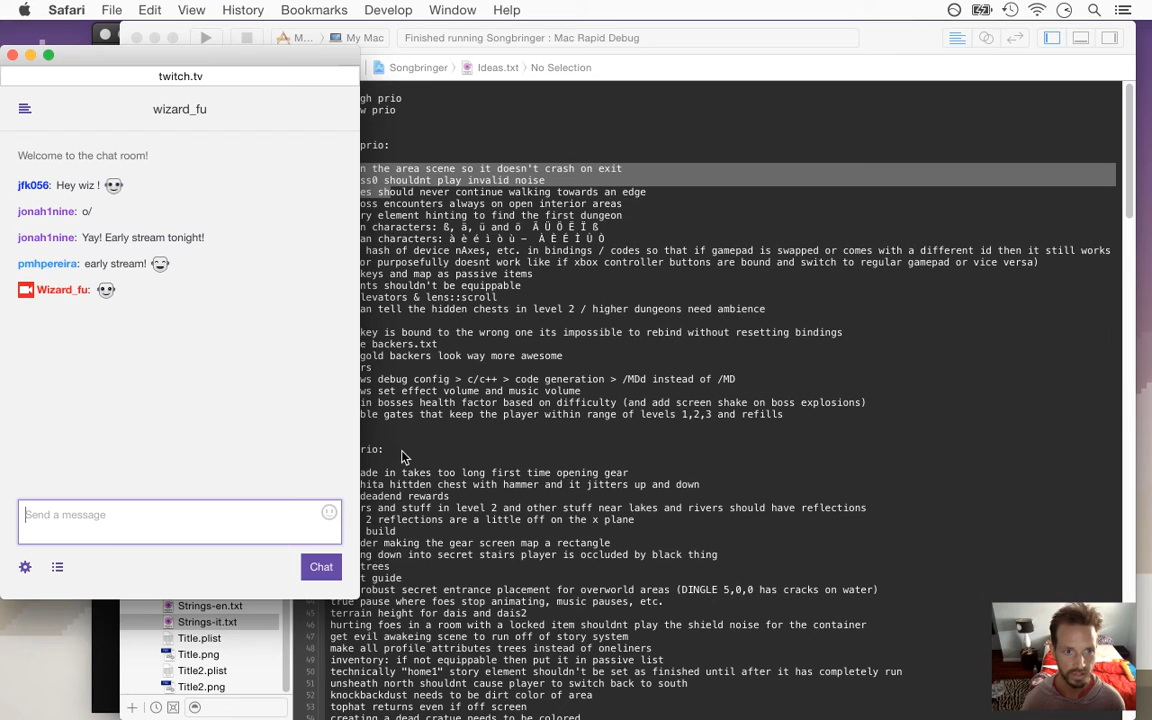 Safari File Edit View History Bookmarks Develop Window Help
M... My Mac
Finished running Songbringer : Mac Rapid Debug
twitch.tv
Songbringer Ideas.txt No Selection
wizard_fu
Welcome to the chat room!
jfk056: Hey wiz !
jonah1nine: o/
jonah1nine: Yay! Early stream tonight!
pmhpereira: early stream!
Wizard_fu:
Send a message
Chat
gh prio
w prio
prio:
n the area scene so it doesn't crash on exit
ss0 shouldnt play invalid noise
es should never continue walking towards an edge
oss encounters always on open interior areas
ry element hinting to find the first dungeon
n characters: ß, ä, ü and ö Ä Ü Ö Ë Ï ß
an characters: à è é ì ò ù – À È É Ì Ù Ò
hash of device nAxes, etc. in bindings / codes so that if gamepad is swapped or comes with a different id then it still works
or purposefully doesnt work like if xbox controller buttons are bound and switch to regular gamepad or vice versa)
keys and map as passive items
nts shouldn't be equippable
levators & lens::scroll
an tell the hidden chests in level 2 / higher dungeons need ambience
key is bound to the wrong one its impossible to rebind without resetting bindings
e backers.txt
gold backers look way more awesome
rs
ws debug config > c/c++ > code generation > /MDd instead of /MD
ws set effect volume and music volume
in bosses health factor based on difficulty (and add screen shake on boss explosions)
ble gates that keep the player within range of levels 1,2,3 and refills
rio:
ade in takes too long first time opening gear
hita hittden chest with hammer and it jitters up and down
deadend rewards
rs and stuff in level 2 and other stuff near lakes and rivers should have reflections
2 reflections are a little off on the x plane
build
der making the gear screen map a rectangle
ng down into secret stairs player is occluded by black thing
trees
t guide
robust secret entrance placement for overworld areas (DINGLE 5,0,0 has cracks on water)
true pause where foes stop animating, music pauses, etc.
45 terrain height for dais and dais2
46 hurting foes in a room with a locked item shouldnt play the shield noise for the container
47 get evil awakeing scene to run off of story system
48 make all profile attributes trees instead of oneliners
49 inventory: if not equippable then put it in passive list
50 technically "home1" story element shouldn't be set as finished until after it has completely run
51 unsheath north shouldnt cause player to switch back to south
52 knockbackdust needs to be dirt color of area
53 tophat returns even if off screen
54 creating a dead cratue needs to be colored
Strings-en.txt
Strings-it.txt
Title.plist
Title.png
Title2.plist
Title2.png